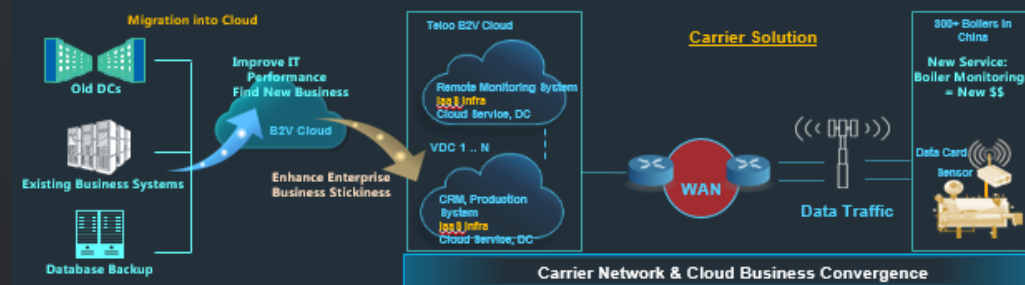 Migration into Cloud
Old DCs
Existing Business Systems
Database Backup
Improve IT
Performance
Find New Business
B2V Cloud
Enhance Enterprise
Business Stickiness
Teloo B2V Cloud
Remote Monitoring System
IaaS Infra
Cloud Service, DC
VDC 1 .. N
CRM, Production
System
IaaS Infra
Cloud Service, DC
Carrier Solution
WAN
Data Traffic
300+ Boilers in
China
New Service:
Boiler Monitoring
= New $$
Data Card
Sensor
Carrier Network & Cloud Business Convergence